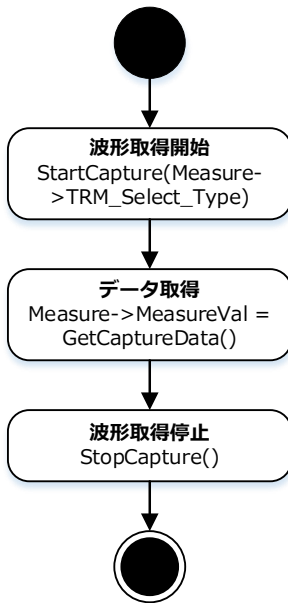 波形取得開始
StartCapture(Measure-
>TRM_Select_Type)
データ取得
Measure->MeasureVal =
GetCaptureData()
波形取得停止
StopCapture()